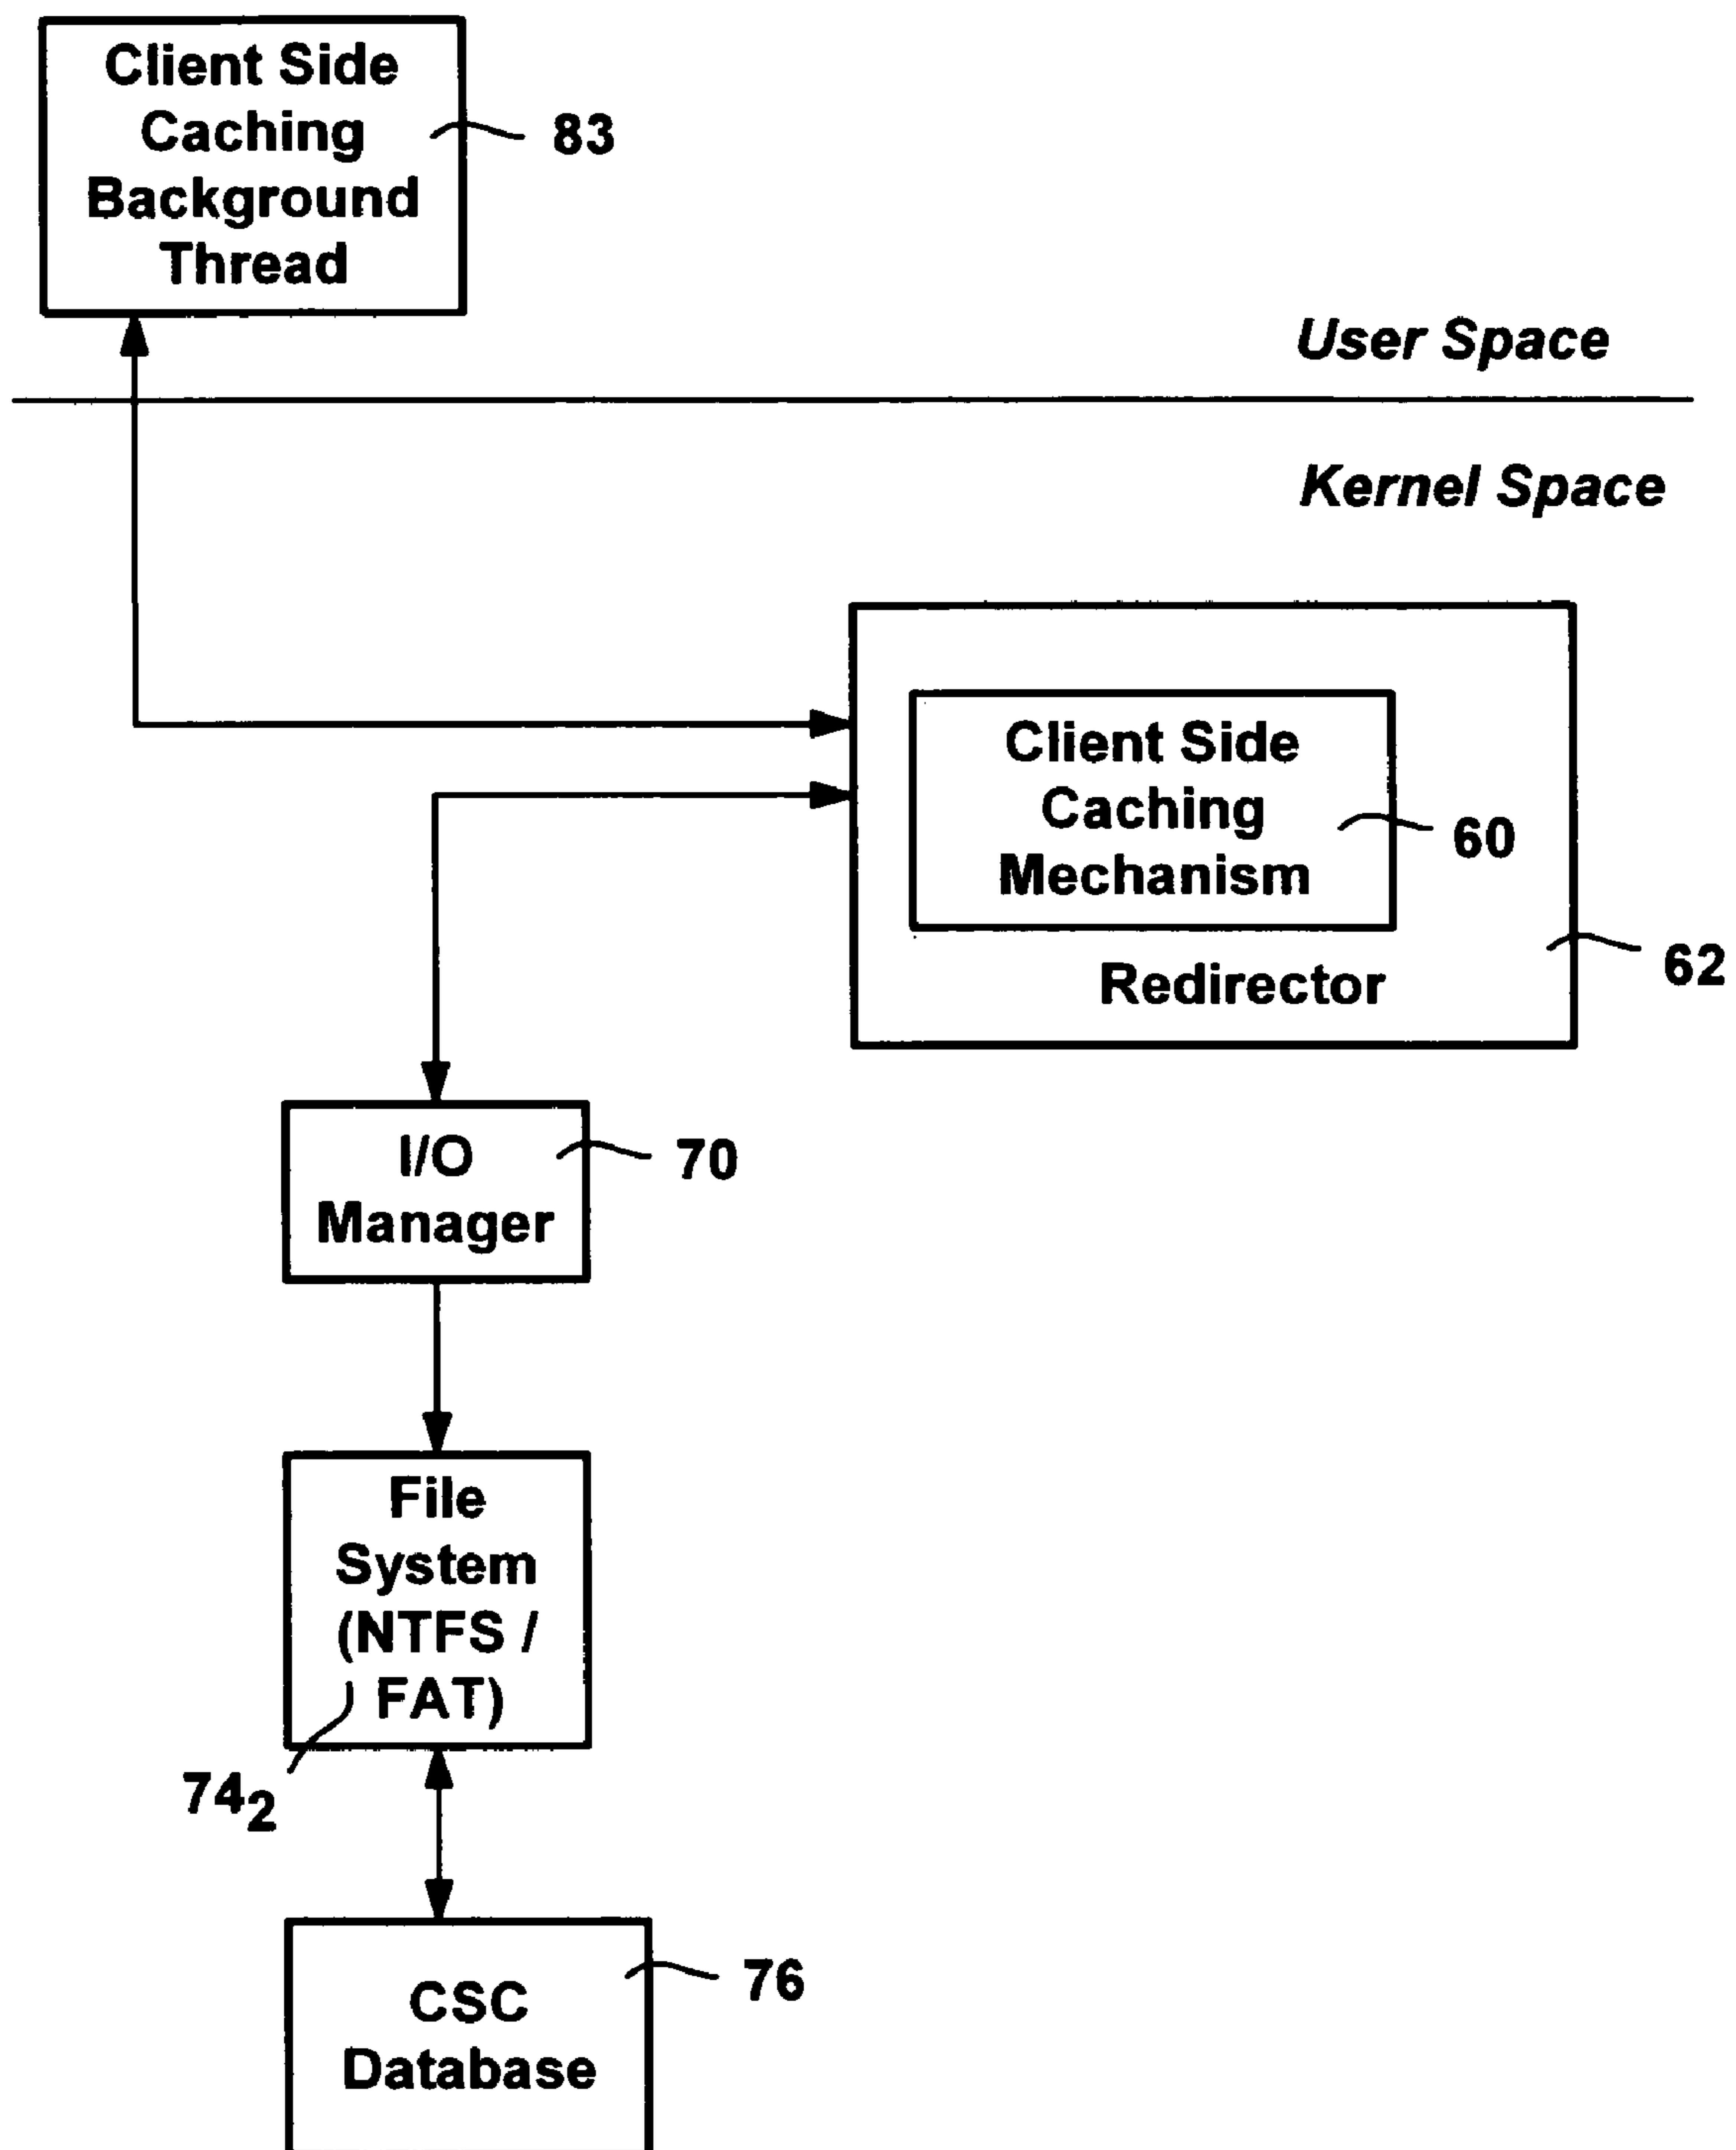 Client Side
Caching
Background
Thread
83
User Space
Kernel Space
Client Side
Caching
Mechanism
60
Redirector
62
I/O
Manager
70
File
System
(NTFS /
FAT)
74₂
CSC
Database
76